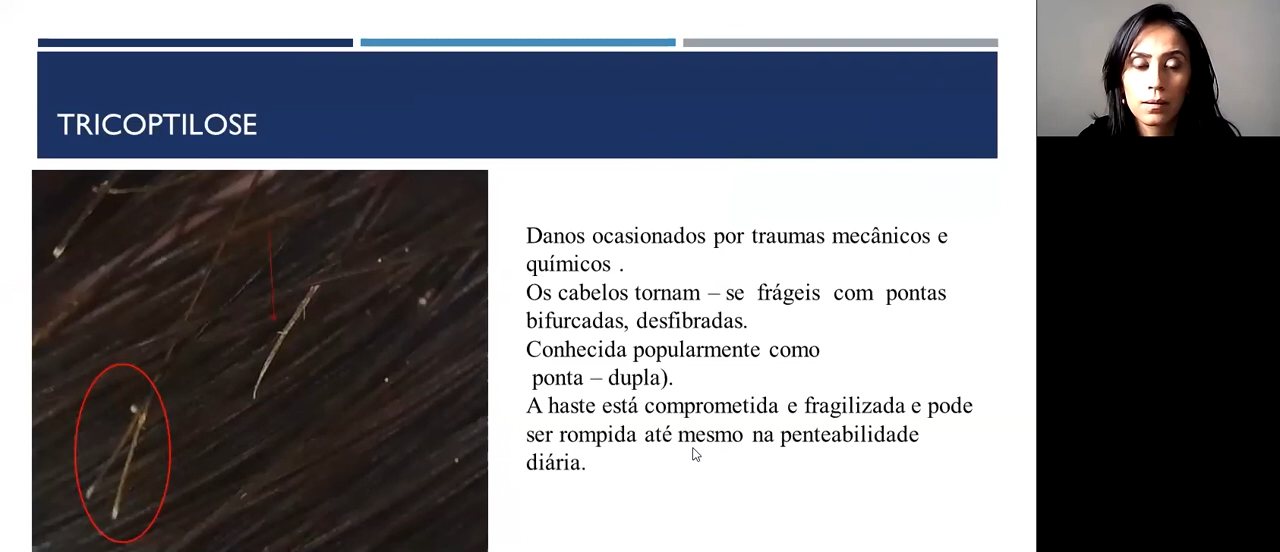 TRICOPTILOSE
Danos ocasionados por traumas mecânicos e
químicos .
Os cabelos tornam – se frágeis com pontas
bifurcadas, desfibradas.
Conhecida popularmente como
ponta – dupla).
A haste está comprometida e fragilizada e pode
ser rompida até mesmo na penteabilidade
diária.